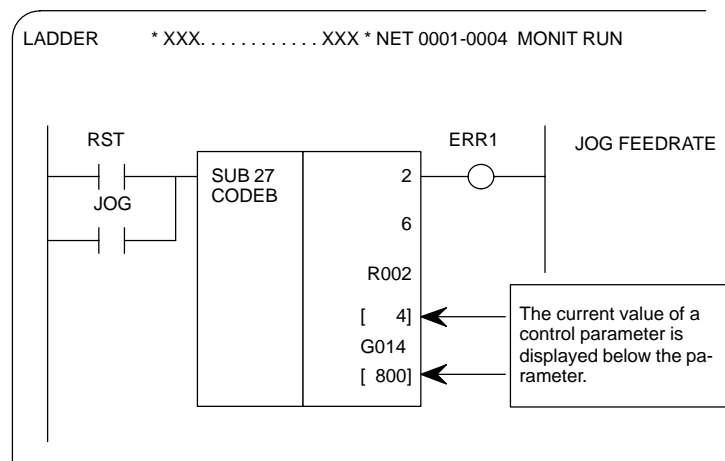 LADDER * XXX. . . . . . . . . . . . XXX * NET 0001-0004 MONIT RUN
RST
ERR1
JOG FEEDRATE
SUB 27
CODEB
2
JOG
6
R002
[ 4]
G014
[ 800]
The current value of a
control parameter is
displayed below the pa-
rameter.